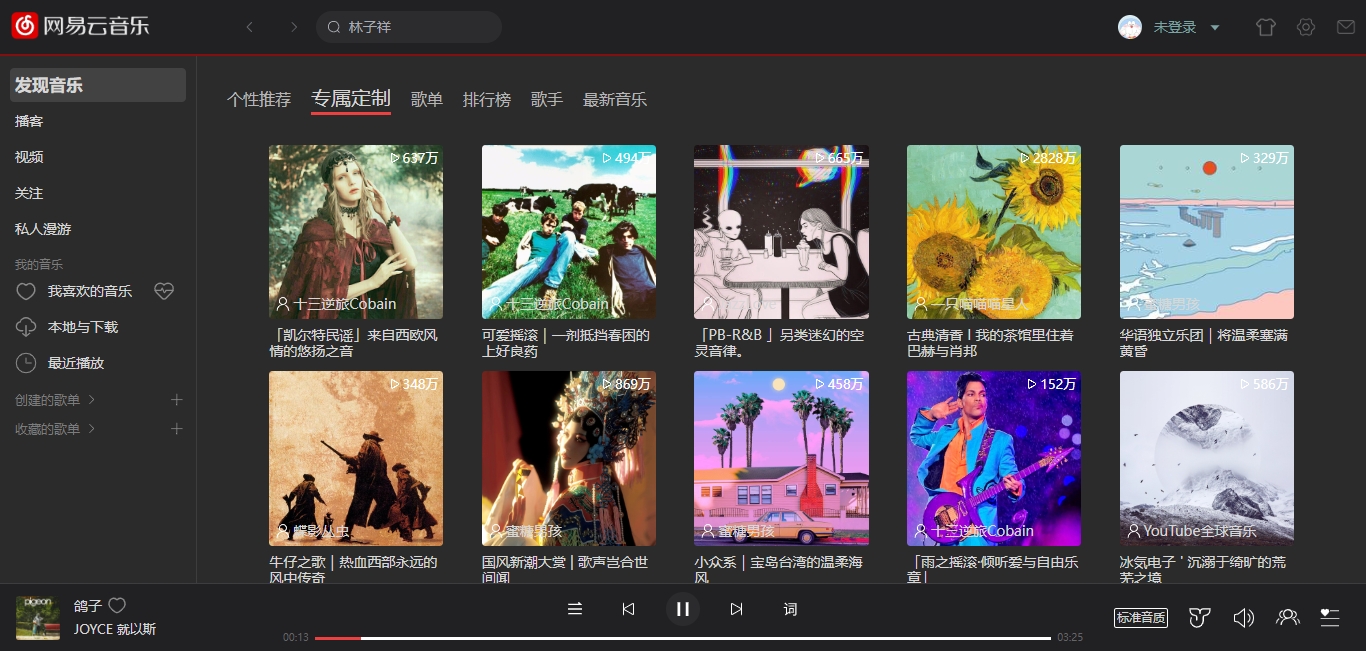 网易云音乐
林子祥
未登录
发现音乐
播客
视频
关注
私人漫游
我的音乐
我喜欢的音乐
本地与下载
最近播放
创建的歌单
收藏的歌单
个性推荐 专属定制 歌单 排行榜 歌手 最新音乐
637万
十三逆旅Cobain
「凯尔特民谣」来自西欧风
情的悠扬之音
494万
十三逆旅Cobain
可爱摇滚 | 一剂抵挡春困的
上好良药
665万
「PB-R&B 」另类迷幻的空
灵音律。
2828万
一只喵喵喵星人
古典清香 l 我的茶馆里住着
巴赫与肖邦
329万
蜜糖男孩
华语独立乐团 | 将温柔塞满
黄昏
348万
蝶影丛虫
牛仔之歌 | 热血西部永远的
风中传奇
869万
蜜糖男孩
国风新潮大赏 | 歌声岂合世
间闻
458万
蜜糖男孩
小众系 | 宝岛台湾的温柔海
风
152万
十三逆旅Cobain
「雨之摇滚·倾听爱与自由乐
章」
586万
YouTube全球音乐
冰氛电子 ' 沉溺于绮旷的荒
芜之境
pigeon
鸽子
JOYCE 就以斯
词
00:13
03:25
标准音质